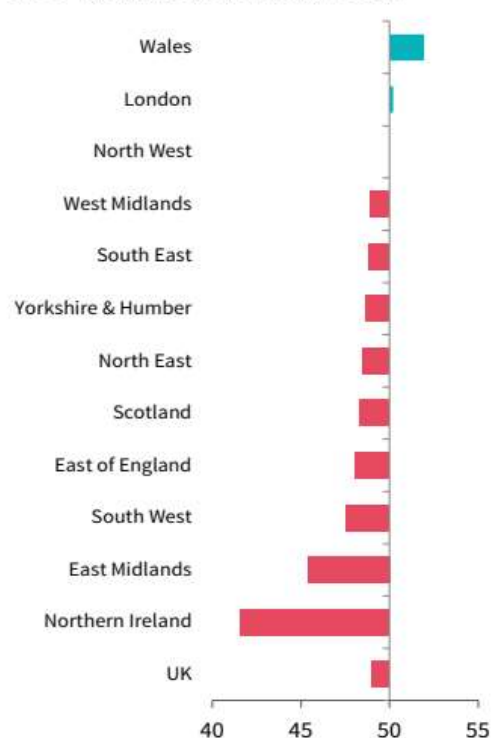 Wales
London
North West
West Midlands
South East
Yorkshire & Humber
North East
Scotland
East of England
South West
East Midlands
Northern Ireland
UK
40 45 50 55